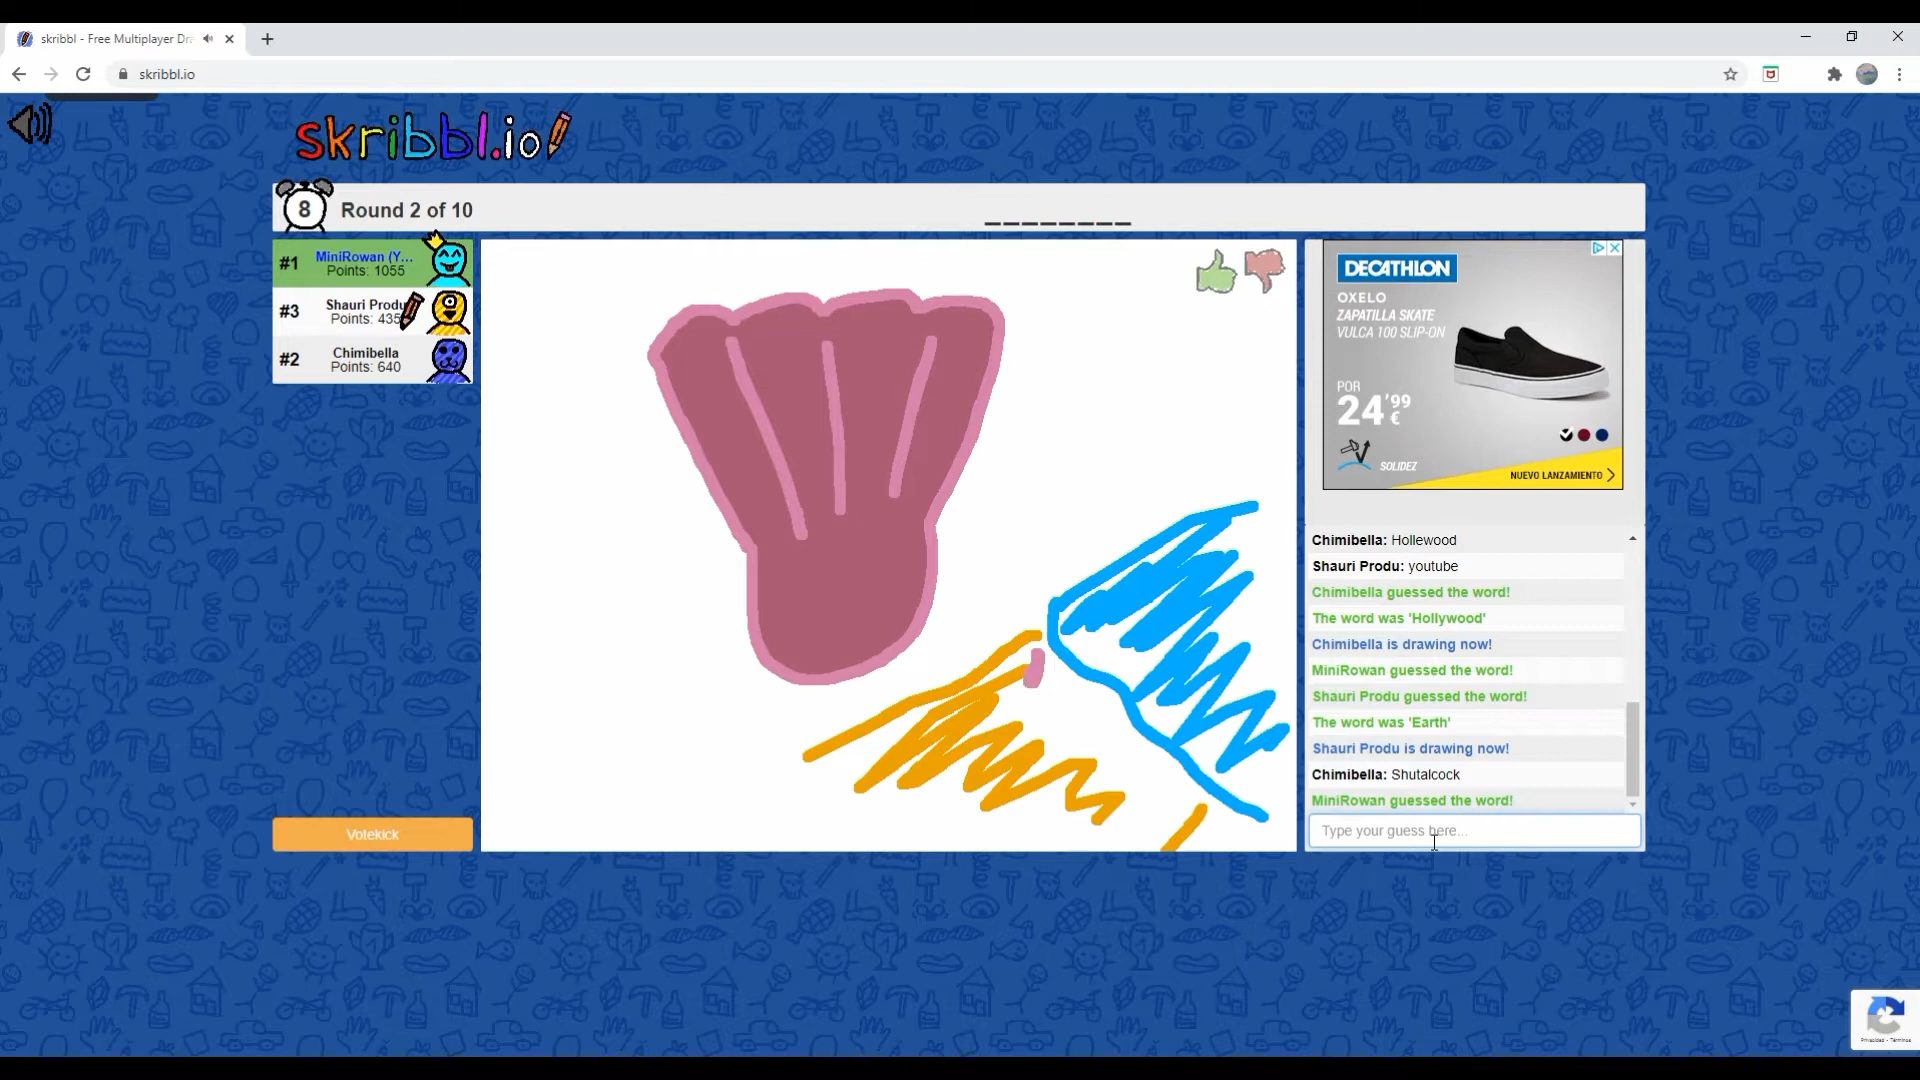 skribbl - Free Multiplayer Dra
skribbl.io
skribbl.io
8
Round 2 of 10
________
#1
MiniRowan (Y...
Points: 1055
#3
Shauri Produ
Points: 435
#2
Chimibella
Points: 640
Votekick
DECATHLON
OXELO
ZAPATILLA SKATE
VULCA 100 SLIP-ON
POR
24'99
€
SOLIDEZ
NUEVO LANZAMIENTO
Chimibella: Hollewood
Shauri Produ: youtube
Chimibella guessed the word!
The word was 'Hollywood'
Chimibella is drawing now!
MiniRowan guessed the word!
Shauri Produ guessed the word!
The word was 'Earth'
Shauri Produ is drawing now!
Chimibella: Shutalcock
MiniRowan guessed the word!
Type your guess here...
Privacidad - Términos